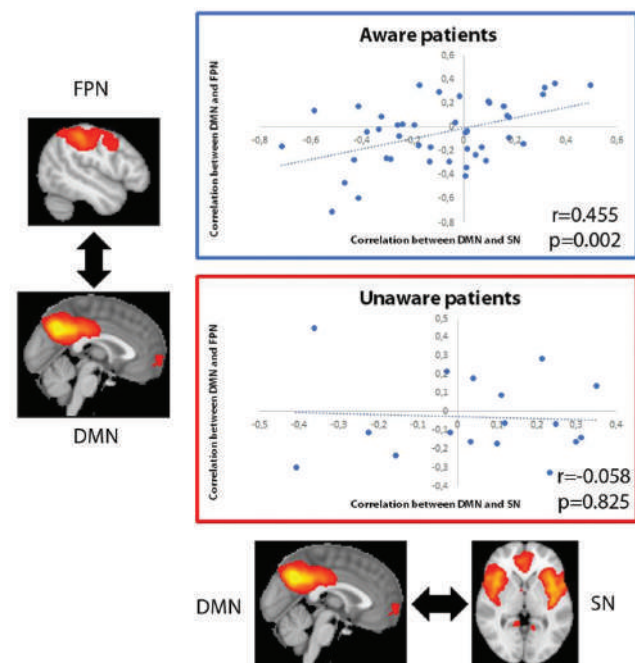 FPN
DMN
Aware patients
Correlation between DMN and FPN
0,6
0,4
0,2
0
-0,2
-0,4
-0,6
-0,8
-0,8
-0,6
-0,4
-0,2
0
0,2
0,4
0,6
Correlation between DMN and SN
r=0.455
p=0.002
Unaware patients
Correlation between DMN and FPN
0,5
0,4
0,3
0,2
0,1
0
-0,1
-0,2
-0,3
-0,4
-0,5
-0,4
-0,3
-0,2
-0,1
0
0,1
0,2
0,3
0,4
Correlation between DMN and SN
r=-0.058
p=0.825
DMN
SN